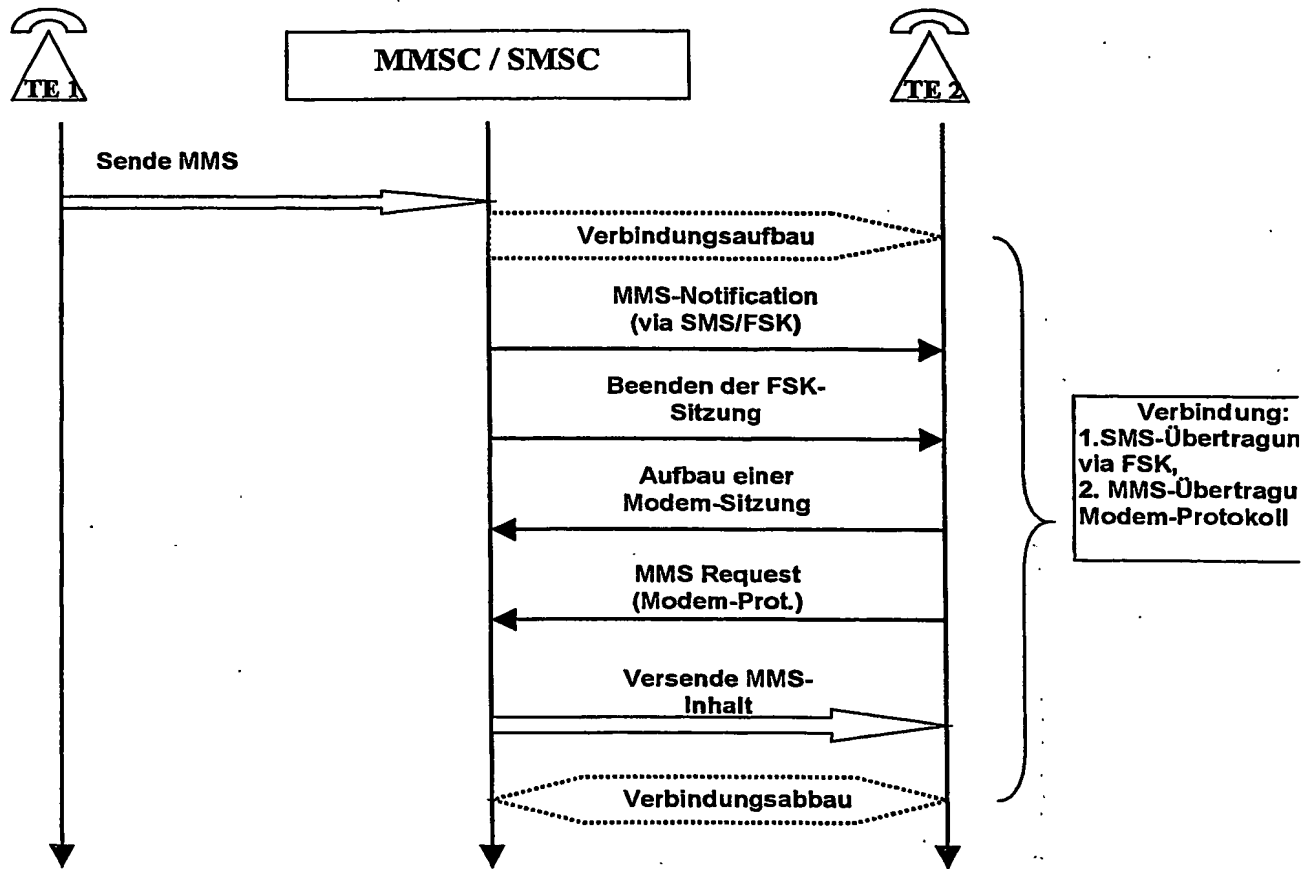 TE 1
MMSC / SMSC
TE 2
Sende MMS
Verbindungsaufbau
MMS-Notification
(via SMS/FSK)
Beenden der FSK-
Sitzung
Aufbau einer
Modem-Sitzung
MMS Request
(Modem-Prot.)
Versende MMS-
Inhalt
Verbindungsabbau
Verbindung:
1.SMS-Übertragun
via FSK,
2. MMS-Übertragu
Modem-Protokoll